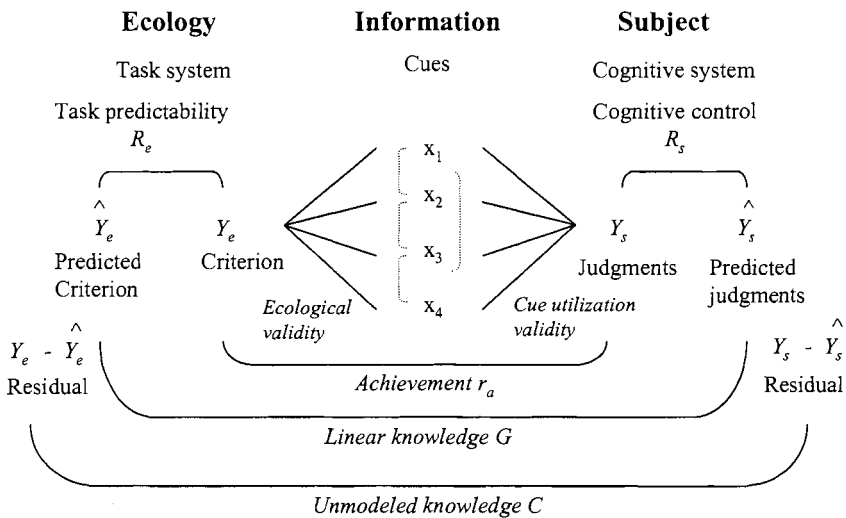 Ecology Information Subject
Task system Cues Cognitive system
Task predictability Cognitive control
R_e R_s
x_1
x_2
Ŷ_e Y_e Y_s Ŷ_s
x_3
Predicted Criterion Judgments Predicted
Criterion judgments
x_4
Ecological Cue utilization
validity validity
Y_e - Ŷ_e Y_s - Ŷ_s
Residual Achievement r_a Residual
Linear knowledge G
Unmodeled knowledge C